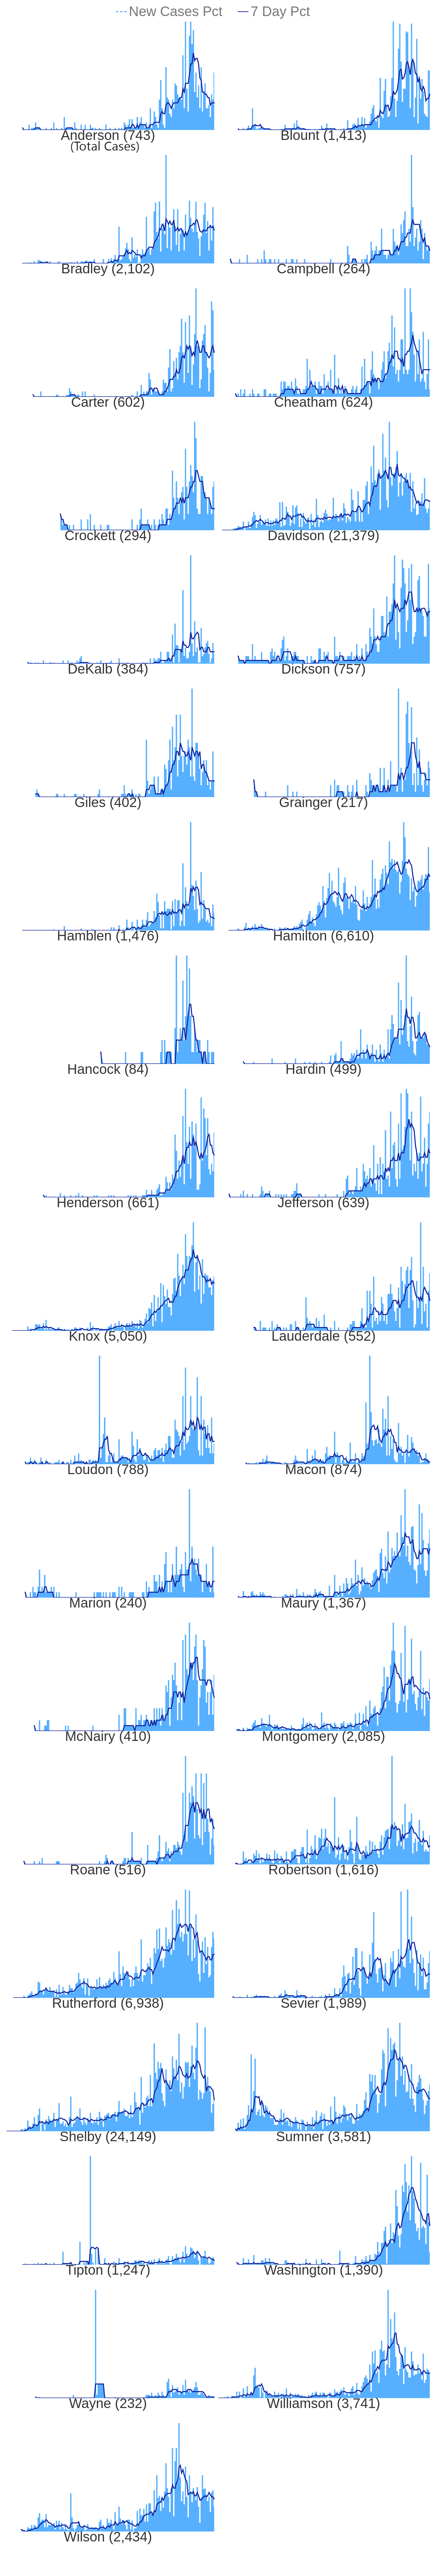 New Cases Pct 7 Day Pct
Anderson (743) Blount (1,413)
(Total Cases)
Bradley (2,102) Campbell (264)
Carter (602) Cheatham (624)
Crockett (294) Davidson (21,379)
DeKalb (384) Dickson (757)
Giles (402) Grainger (217)
Hamblen (1,476) Hamilton (6,610)
Hancock (84) Hardin (499)
Henderson (661) Jefferson (639)
Knox (5,050) Lauderdale (552)
Loudon (788) Macon (874)
Marion (240) Maury (1,367)
McNairy (410) Montgomery (2,085)
Roane (516) Robertson (1,616)
Rutherford (6,938) Sevier (1,989)
Shelby (24,149) Sumner (3,581)
Tipton (1,247) Washington (1,390)
Wayne (232) Williamson (3,741)
Wilson (2,434)